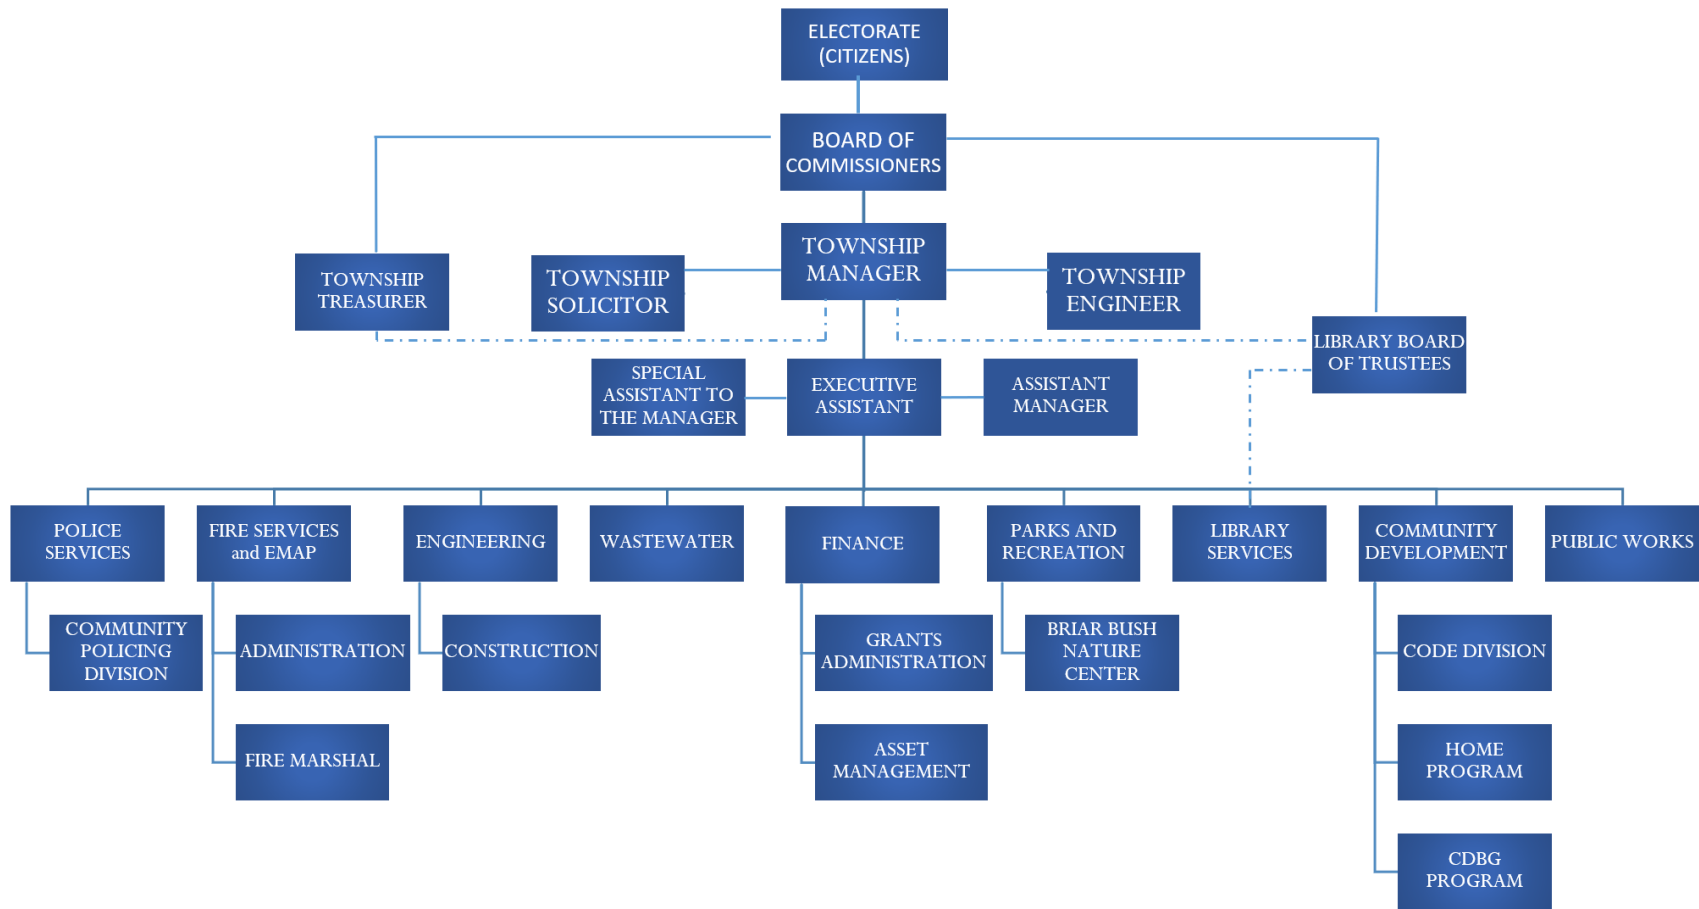 ELECTORATE
(CITIZENS)
BOARD OF
COMMISSIONERS
TOWNSHIP
MANAGER
TOWNSHIP
TREASURER
TOWNSHIP
SOLICITOR
TOWNSHIP
ENGINEER
LIBRARY BOARD
OF TRUSTEES
SPECIAL
ASSISTANT TO
THE MANAGER
EXECUTIVE
ASSISTANT
ASSISTANT
MANAGER
POLICE
SERVICES
FIRE SERVICES
and EMAP
ENGINEERING
WASTEWATER
FINANCE
PARKS AND
RECREATION
LIBRARY
SERVICES
COMMUNITY
DEVELOPMENT
PUBLIC WORKS
COMMUNITY
POLICING
DIVISION
ADMINISTRATION
CONSTRUCTION
GRANTS
ADMINISTRATION
BRIAR BUSH
NATURE
CENTER
CODE DIVISION
FIRE MARSHAL
ASSET
MANAGEMENT
HOME
PROGRAM
CDBG
PROGRAM